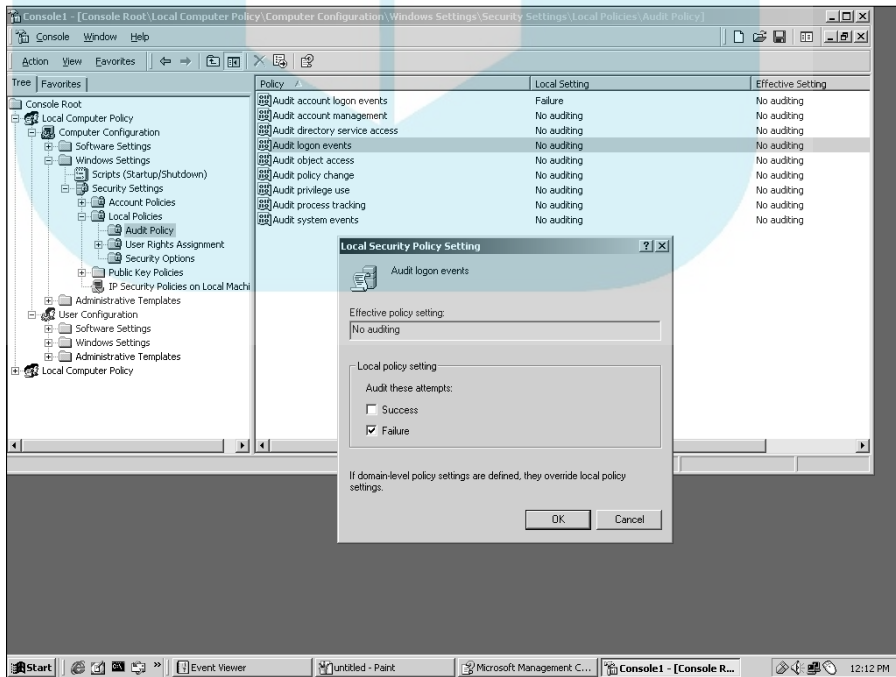 Console1 - [Console Root\Local Computer Policy\Computer Configuration\Windows Settings\Security Settings\Local Policies\Audit Policy]
Console Window Help
Action View Favorites
Tree Favorites
Policy Local Setting Effective Setting
Console Root
Local Computer Policy
Computer Configuration
Software Settings
Windows Settings
Scripts (Startup/Shutdown)
Security Settings
Account Policies
Local Policies
Audit Policy
User Rights Assignment
Security Options
Public Key Policies
IP Security Policies on Local Machi
Administrative Templates
User Configuration
Software Settings
Windows Settings
Administrative Templates
Local Computer Policy
Audit account logon events Failure No auditing
Audit account management No auditing No auditing
Audit directory service access No auditing No auditing
Audit logon events No auditing No auditing
Audit object access No auditing No auditing
Audit policy change No auditing No auditing
Audit privilege use No auditing No auditing
Audit process tracking No auditing No auditing
Audit system events No auditing No auditing
Local Security Policy Setting
Audit logon events
Effective policy setting:
No auditing
Local policy setting
Audit these attempts:
Success
Failure
If domain-level policy settings are defined, they override local policy
settings.
OK Cancel
Start Event Viewer untitled - Paint Microsoft Management C... Console1 - [Console R... 12:12 PM